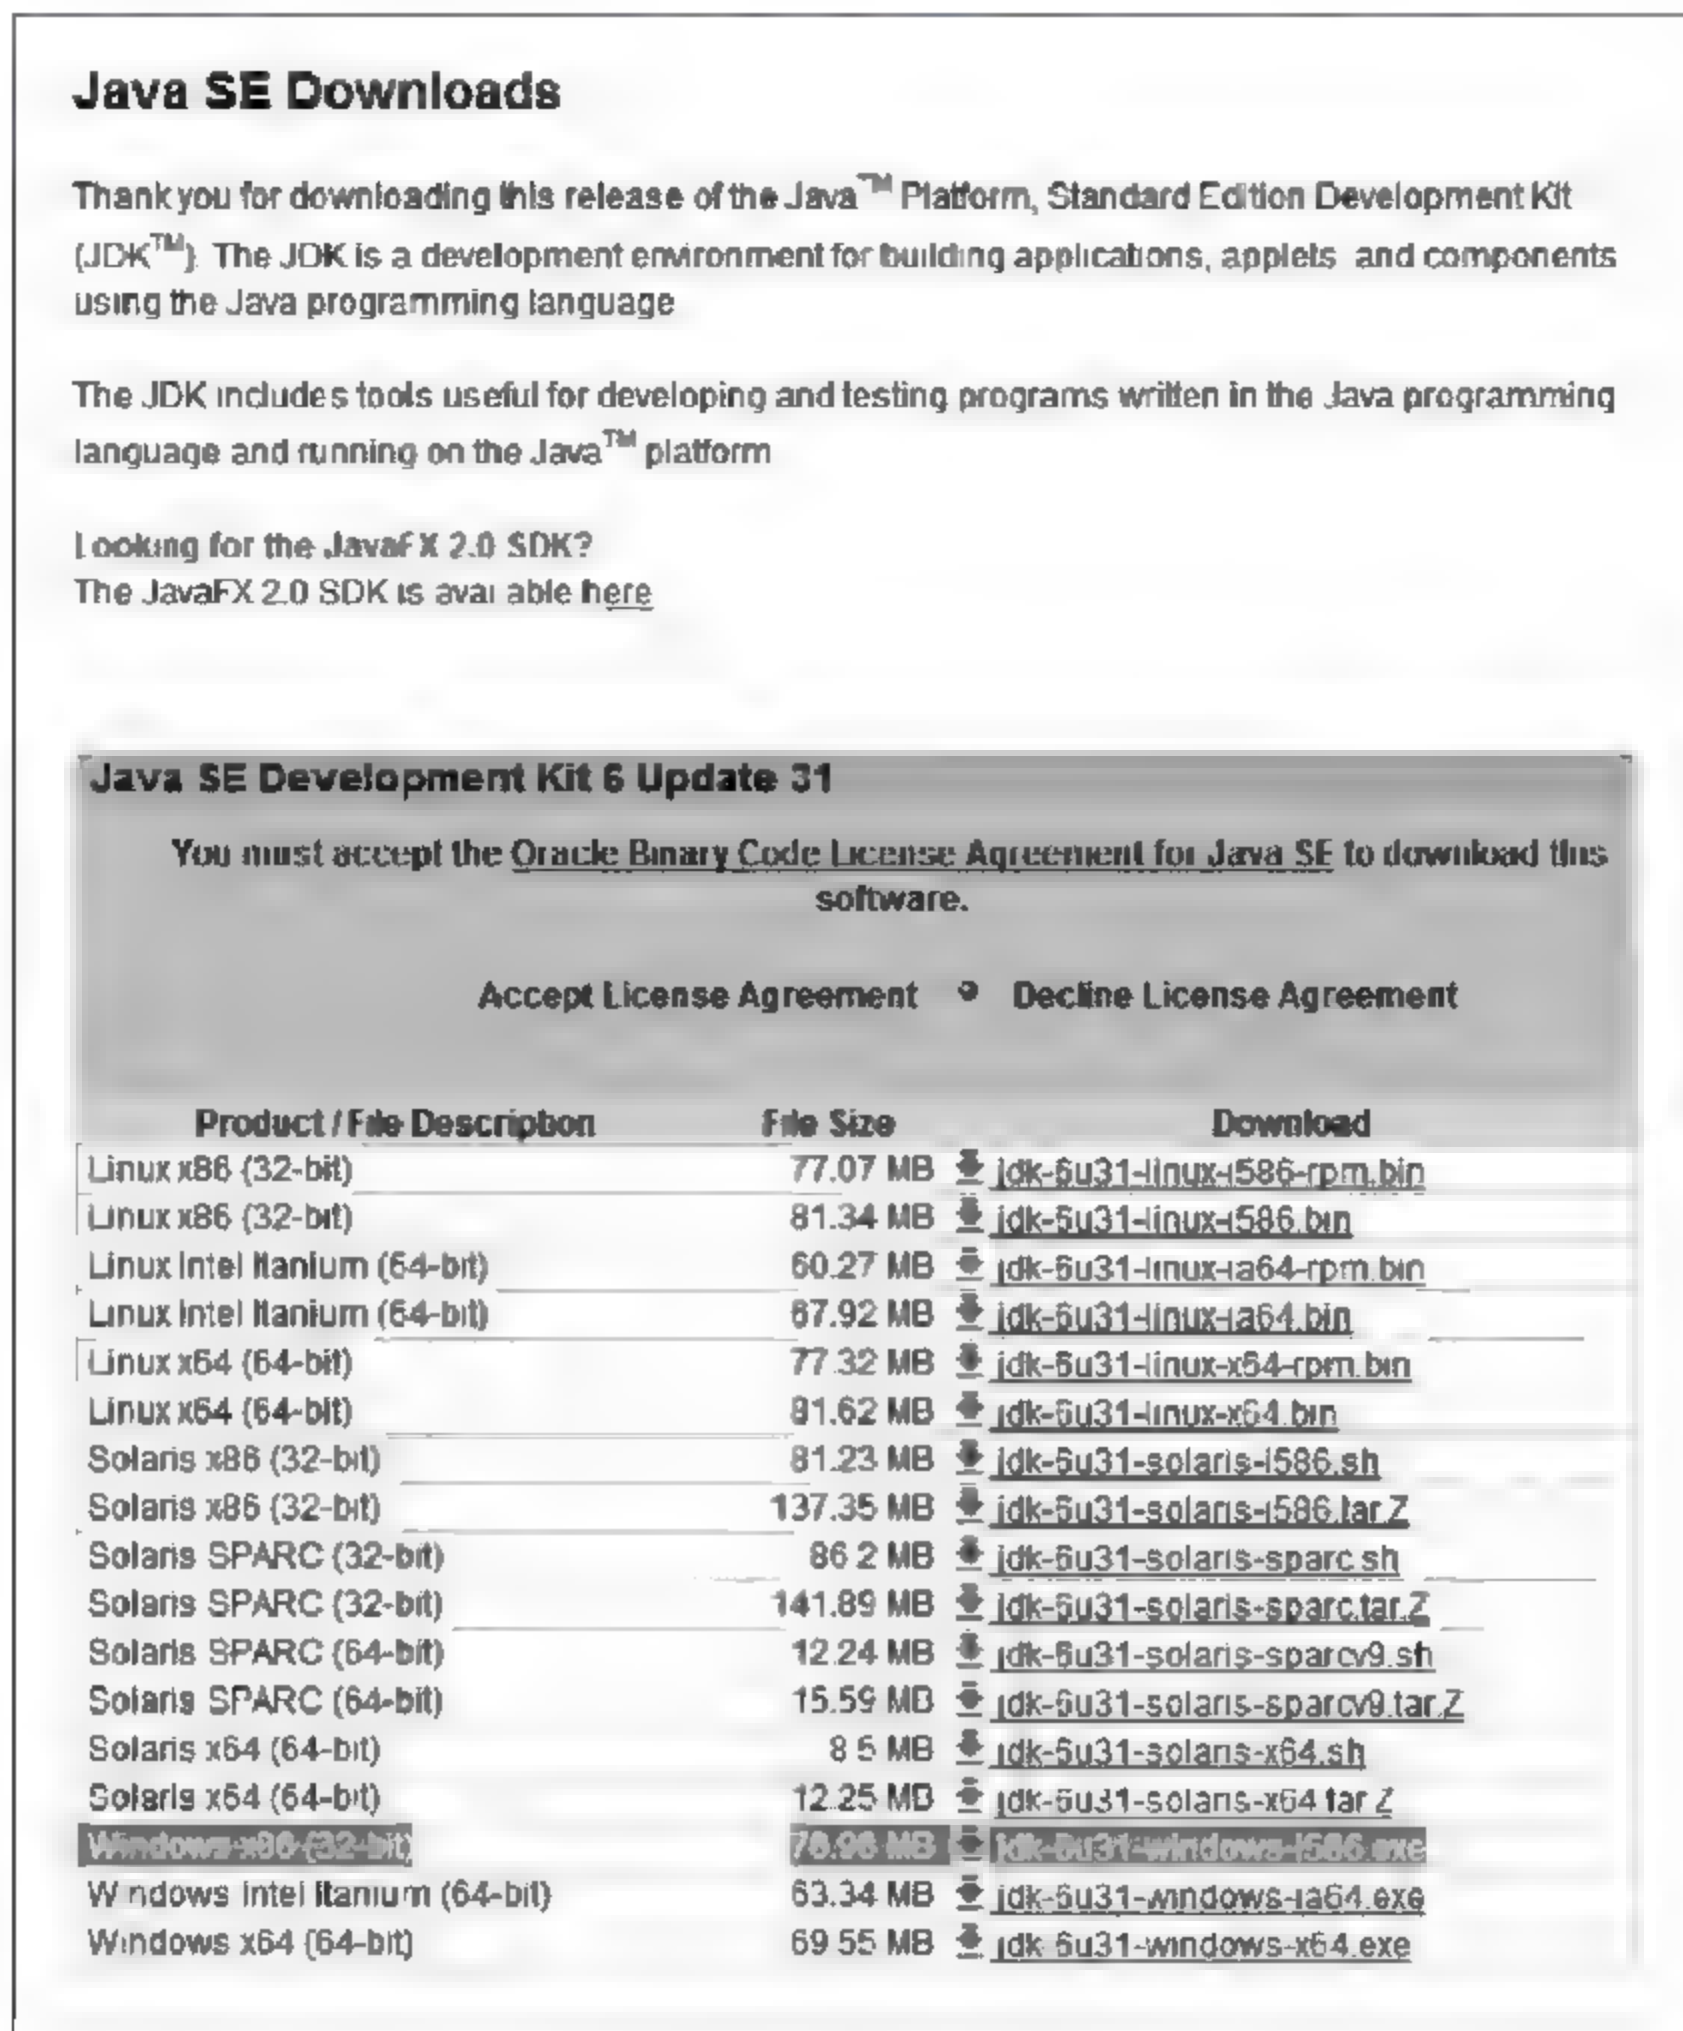 Java SE Downloads
Thank you for downloading this release of the Java™ Platform, Standard Edition Development Kit
(JDK™). The JDK is a development environment for building applications, applets and components
using the Java programming language
The JDK includes tools useful for developing and testing programs written in the Java programming
language and running on the Java™ platform
Looking for the JavaFX 2.0 SDK?
The JavaFX 2.0 SDK is available here
Java SE Development Kit 6 Update 31
You must accept the Oracle Binary Code License Agreement for Java SE to download this
software.
Accept License Agreement Decline License Agreement
Product / File Description File Size Download
Linux x86 (32-bit) 77.07 MB jdk-6u31-linux-i586-rpm.bin
Linux x86 (32-bit) 81.34 MB jdk-6u31-linux-i586.bin
Linux Intel Itanium (64-bit) 60.27 MB jdk-6u31-linux-ia64-rpm.bin
Linux Intel Itanium (64-bit) 67.92 MB jdk-6u31-linux-ia64.bin
Linux x64 (64-bit) 77.32 MB jdk-6u31-linux-x64-rpm.bin
Linux x64 (64-bit) 81.62 MB jdk-6u31-linux-x64.bin
Solaris x86 (32-bit) 81.23 MB jdk-6u31-solaris-i586.sh
Solaris x86 (32-bit) 137.35 MB jdk-6u31-solaris-i586.tar.Z
Solaris SPARC (32-bit) 86.2 MB jdk-6u31-solaris-sparc.sh
Solaris SPARC (32-bit) 141.89 MB jdk-6u31-solaris-sparc.tar.Z
Solaris SPARC (64-bit) 12.24 MB jdk-6u31-solaris-sparcv9.sh
Solaris SPARC (64-bit) 15.59 MB jdk-6u31-solaris-sparcv9.tar.Z
Solaris x64 (64-bit) 8.5 MB jdk-6u31-solaris-x64.sh
Solaris x64 (64-bit) 12.25 MB jdk-6u31-solaris-x64.tar.Z
Windows x86 (32-bit) 76.96 MB jdk-6u31-windows-i586.exe
Windows Intel Itanium (64-bit) 63.34 MB jdk-6u31-windows-ia64.exe
Windows x64 (64-bit) 69.55 MB jdk-6u31-windows-x64.exe